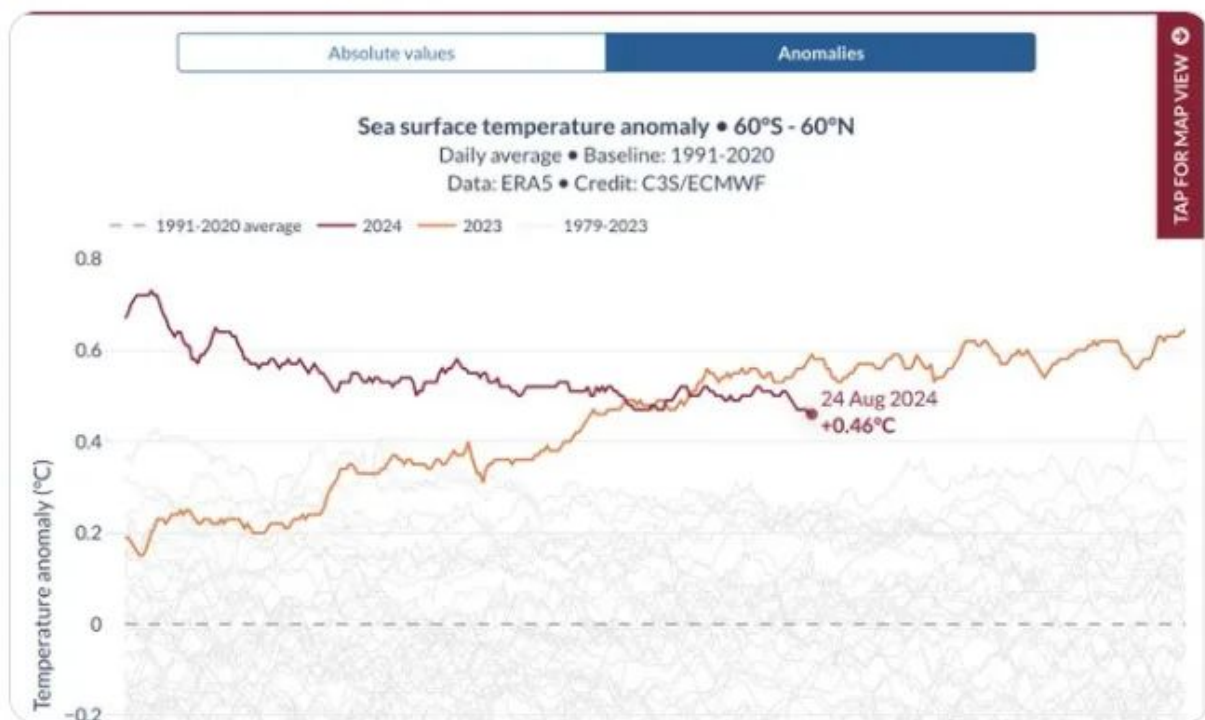 Absolute values
Anomalies
TAP FOR MAP VIEW
Sea surface temperature anomaly • 60°S - 60°N
Daily average • Baseline: 1991-2020
Data: ERA5 • Credit: C3S/ECMWF
1991-2020 average
2024
2023
1979-2023
0.8
0.6
0.4
0.2
0
-0.2
Temperature anomaly (°C)
24 Aug 2024
+0.46°C